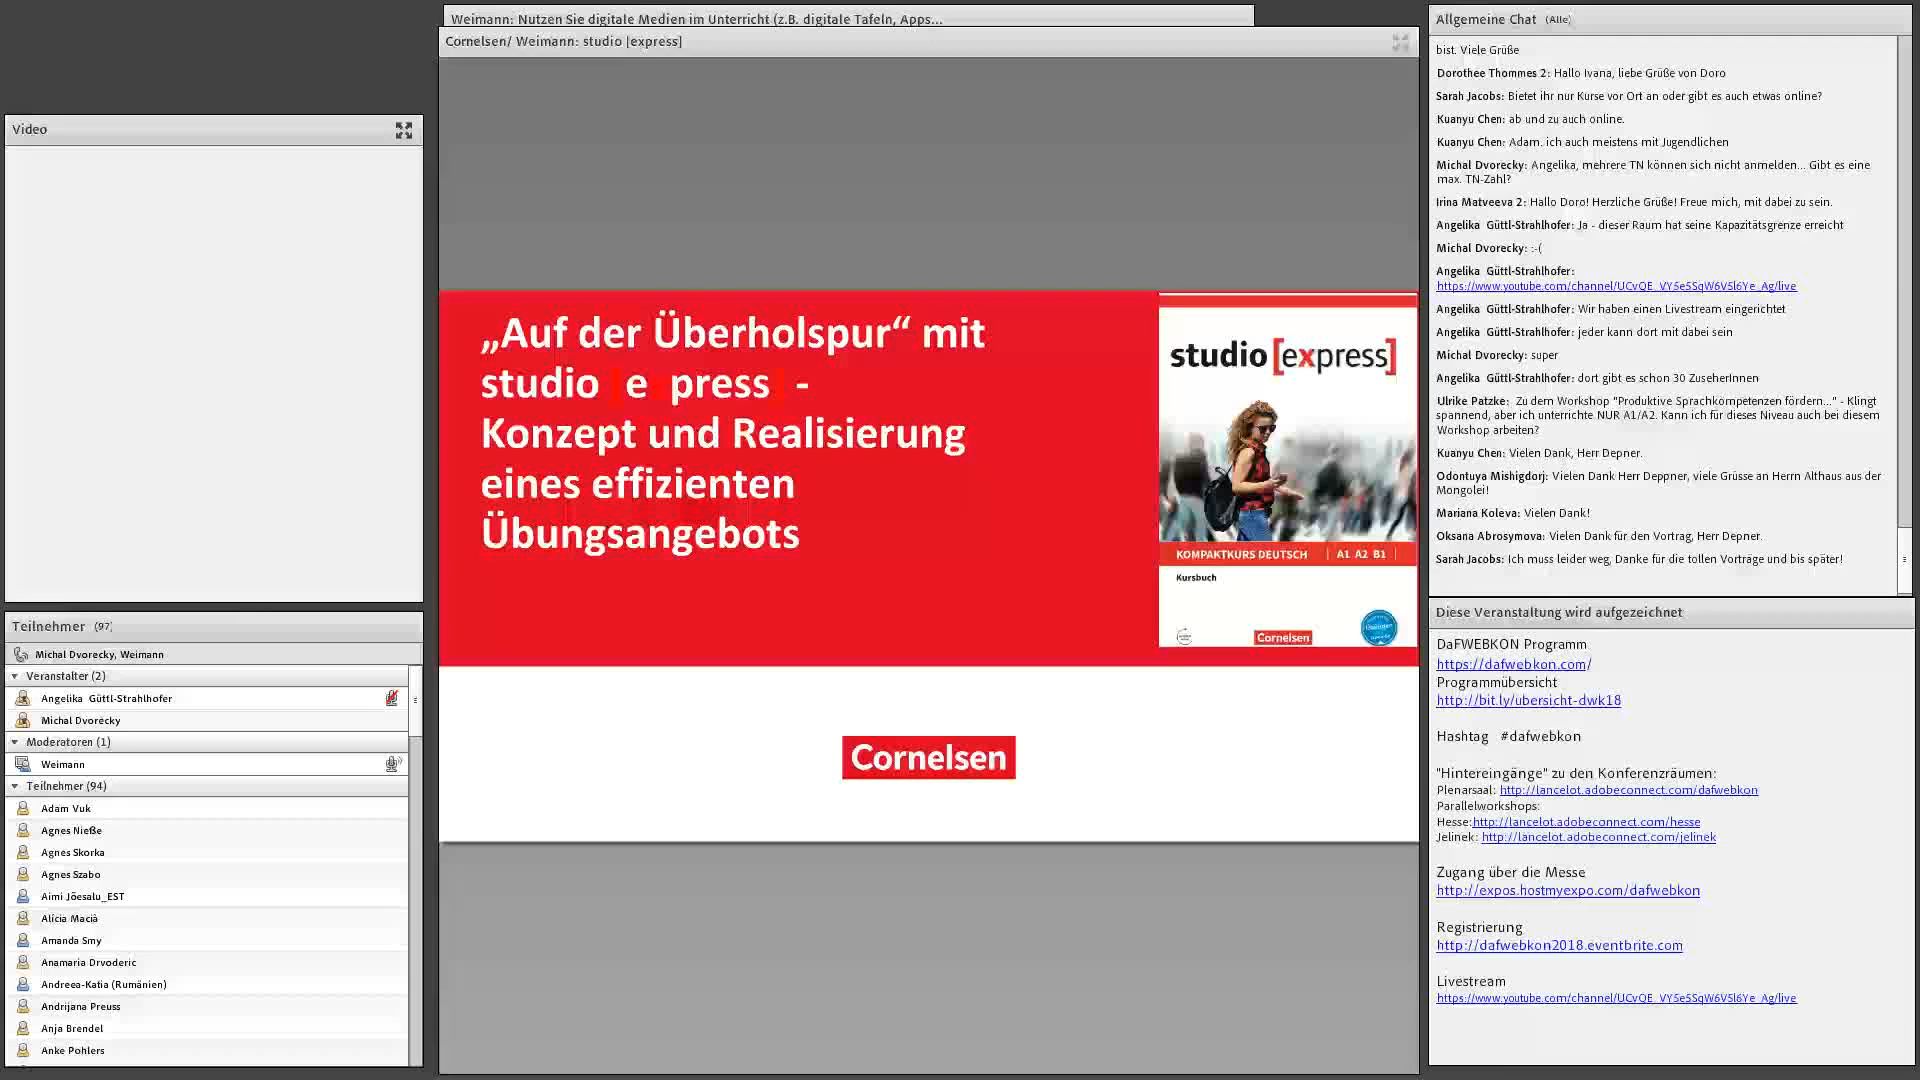 Weimann: Nutzen Sie digitale Medien im Unterricht (z.B. digitale Tafeln, Apps...
Cornelsen/ Weimann: studio [express]
Video
„Auf der Überholspur“ mit
studio [e press] -
Konzept und Realisierung
eines effizienten
Übungsangebots
studio [express]
KOMPAKTKURS DEUTSCH | A1 A2 B1 |
Kursbuch
Cornelsen
Cornelsen
Teilnehmer (97)
Michal Dvorecky, Weimann
Veranstalter (2)
Angelika Güttl-Strahlhofer
Michal Dvorecky
Moderatoren (1)
Weimann
Teilnehmer (94)
Adam Vuk
Agnes Nieße
Agnes Skorka
Agnes Szabo
Aimi Jõesalu_EST
Alícia Macià
Amanda Smy
Anamaria Drvoderic
Andreea-Katia (Rumänien)
Andrijana Preuss
Anja Brendel
Anke Pohlers
Allgemeine Chat (Alle)
bist. Viele Grüße
Dorothee Thommes 2: Hallo Ivana, liebe Grüße von Doro
Sarah Jacobs: Bietet ihr nur Kurse vor Ort an oder gibt es auch etwas online?
Kuanyu Chen: ab und zu auch online.
Kuanyu Chen: Adam. ich auch meistens mit Jugendlichen
Michal Dvorecky: Angelika, mehrere TN können sich nicht anmelden... Gibt es eine
max. TN-Zahl?
Irina Matveeva 2: Hallo Doro! Herzliche Grüße! Freue mich, mit dabei zu sein.
Angelika Güttl-Strahlhofer: Ja - dieser Raum hat seine Kapazitätsgrenze erreicht
Michal Dvorecky: :-(
Angelika Güttl-Strahlhofer:
https://www.youtube.com/channel/UCvQE_VY5e5SqW6VSl6Ye_Ag/live
Angelika Güttl-Strahlhofer: Wir haben einen Livestream eingerichtet
Angelika Güttl-Strahlhofer: jeder kann dort mit dabei sein
Michal Dvorecky: super
Angelika Güttl-Strahlhofer: dort gibt es schon 30 ZuseherInnen
Ulrike Patzke: Zu dem Workshop "Produktive Sprachkompetenzen fördern..." - Klingt
spannend, aber ich unterrichte NUR A1/A2. Kann ich für dieses Niveau auch bei diesem
Workshop arbeiten?
Kuanyu Chen: Vielen Dank, Herr Depner.
Odontuya Mishigdorj: Vielen Dank Herr Deppner, viele Grüsse an Herrn Althaus aus der
Mongolei!
Mariana Koleva: Vielen Dank!
Oksana Abrosymova: Vielen Dank für den Vortrag, Herr Depner.
Sarah Jacobs: Ich muss leider weg, Danke für die tollen Vorträge und bis später!
Diese Veranstaltung wird aufgezeichnet
DaFWEBKON Programm
https://dafwebkon.com/
Programmübersicht
http://bit.ly/ubersicht-dwk18
Hashtag #dafwebkon
"Hintereingänge" zu den Konferenzräumen:
Plenarsaal: http://lancelot.adobeconnect.com/dafwebkon
Parallelworkshops:
Hesse:http://lancelot.adobeconnect.com/hesse
Jelinek: http://lancelot.adobeconnect.com/jelinek
Zugang über die Messe
http://expos.hostmyexpo.com/dafwebkon
Registrierung
http://dafwebkon2018.eventbrite.com
Livestream
https://www.youtube.com/channel/UCvQE_VY5e5SqW6VSl6Ye_Ag/live